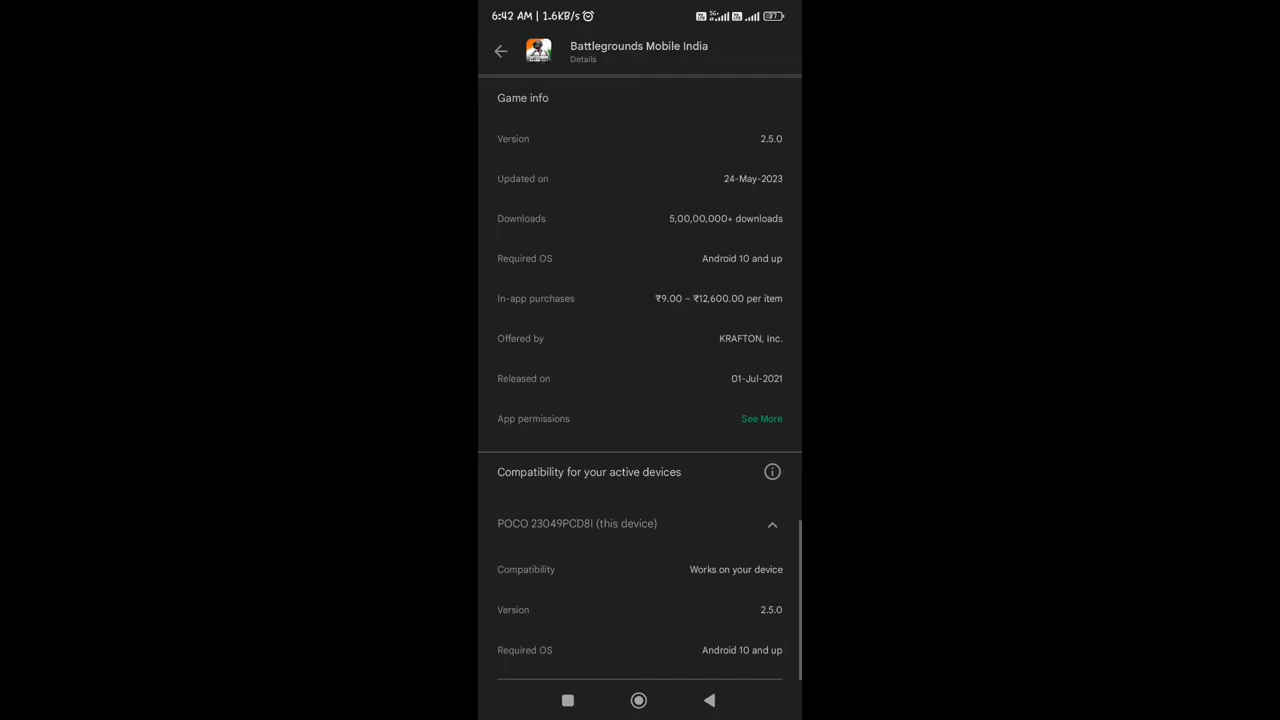 6:42 AM | 1.6KB/s
5G+
Battlegrounds Mobile India
Details
Game info
Version 2.5.0
Updated on 24-May-2023
Downloads 5,00,00,000+ downloads
Required OS Android 10 and up
In-app purchases ₹9.00 – ₹12,600.00 per item
Offered by KRAFTON, Inc.
Released on 01-Jul-2021
App permissions See More
Compatibility for your active devices
POCO 23049PCD8I (this device)
Compatibility Works on your device
Version 2.5.0
Required OS Android 10 and up